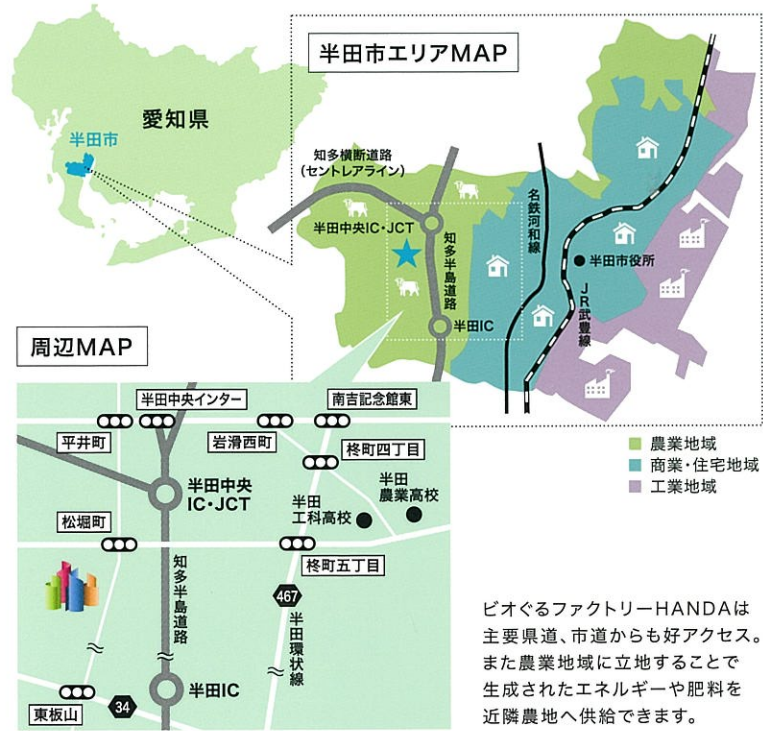 半田市エリアMAP
愛知県
半田市
知多横断道路
(セントレアライン)
半田中央IC・JCT
知多半島道路
名鉄河和線
半田市役所
JR武豊線
半田IC
周辺MAP
農業地域
商業・住宅地域
工業地域
半田中央インター
南吉記念館東
平井町
岩滑西町
柊町四丁目
半田中央
IC・JCT
半田
農業高校
半田
工科高校
松堀町
柊町五丁目
知多半島道路
467
半田環状線
半田IC
東板山
34
ビオぐるファクトリーHANDAは
主要県道、市道からも好アクセス。
また農業地域に立地することで
生成されたエネルギーや肥料を
近隣農地へ供給できます。